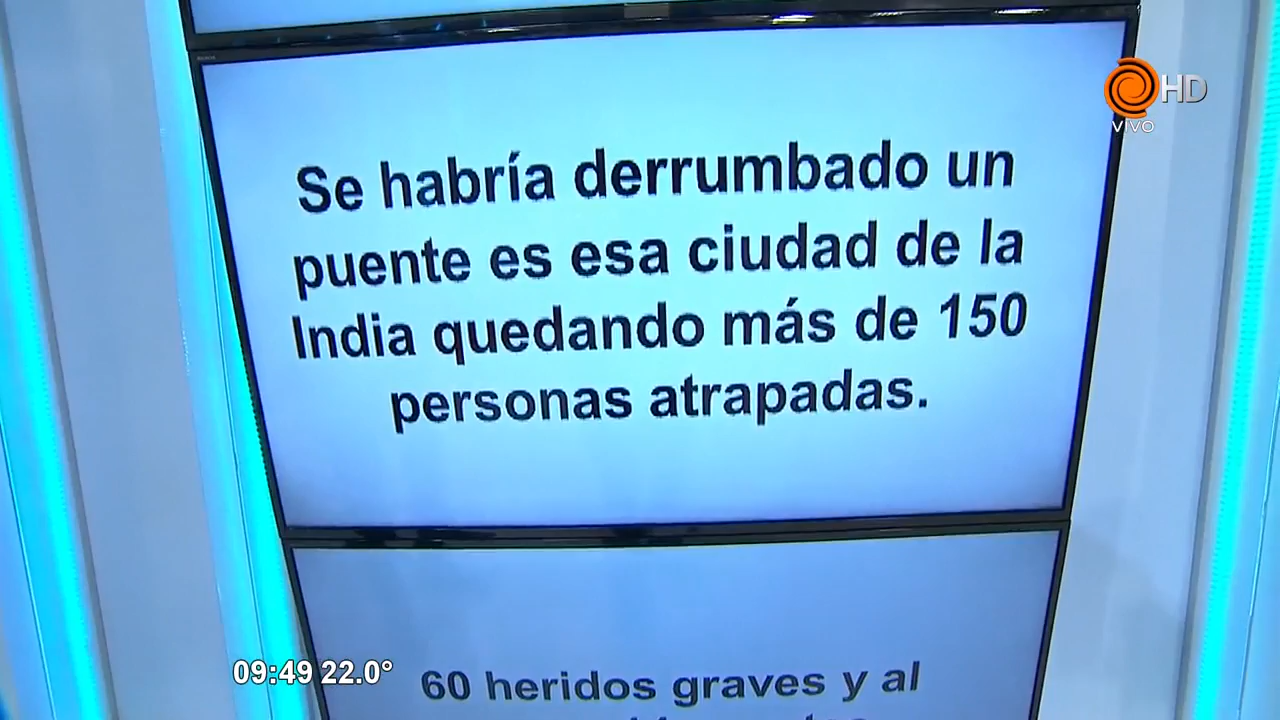 HD
VIVO
Se habría derrumbado un
puente es esa ciudad de la
India quedando más de 150
personas atrapadas.
09:49 22.0°
60 heridos graves y al